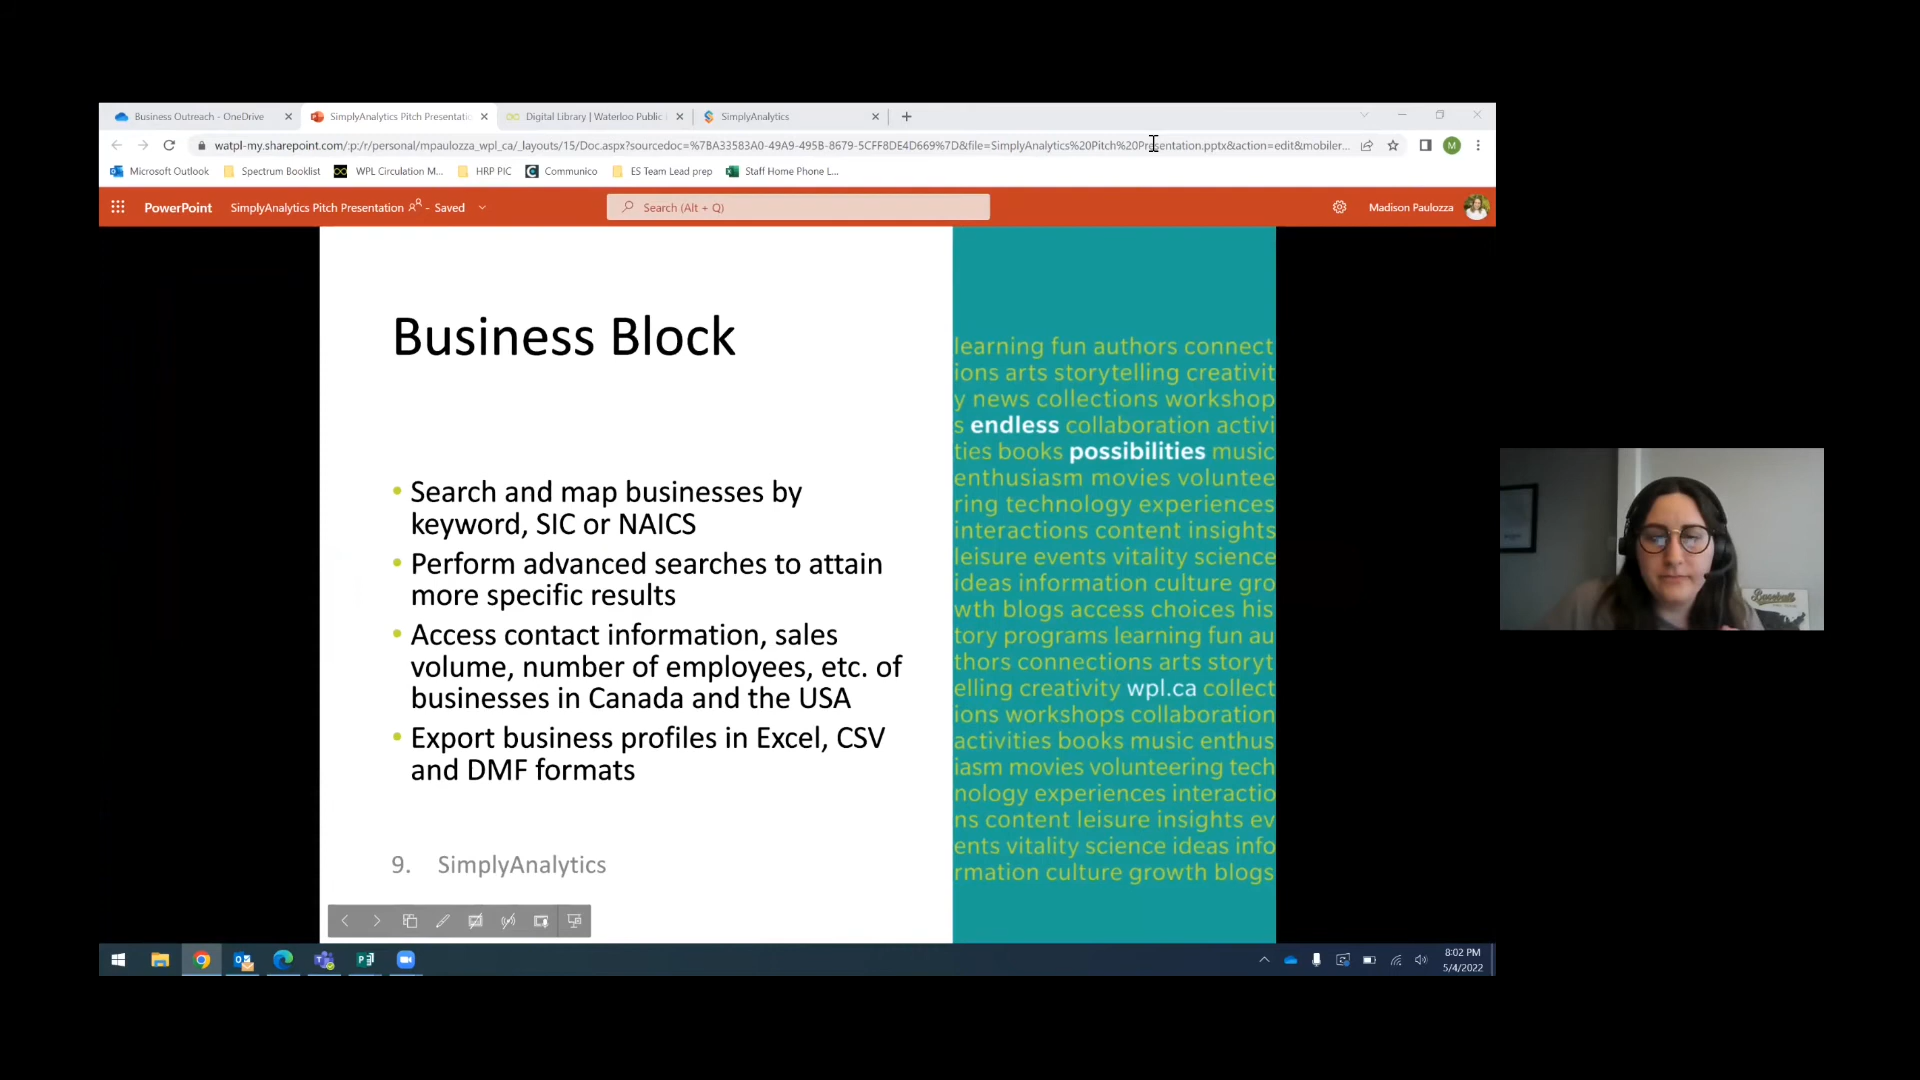 Business Outreach - OneDrive
SimplyAnalytics Pitch Presentatio
Digital Library | Waterloo Public
SimplyAnalytics
watpl-my.sharepoint.com/:p:/r/personal/mpaulozza_wpl_ca/_layouts/15/Doc.aspx?sourcedoc=%7BA33583A0-49A9-495B-8679-5CFF8DE4D669%7D&file=SimplyAnalytics%20Pitch%20Presentation.pptx&action=edit&mobiler...
Microsoft Outlook
Spectrum Booklist
WPL Circulation M...
HRP PIC
Communico
ES Team Lead prep
Staff Home Phone L...
PowerPoint
SimplyAnalytics Pitch Presentation - Saved
Search (Alt + Q)
Madison Paulozza
Business Block
• Search and map businesses by
keyword, SIC or NAICS
• Perform advanced searches to attain
more specific results
• Access contact information, sales
volume, number of employees, etc. of
businesses in Canada and the USA
• Export business profiles in Excel, CSV
and DMF formats
9. SimplyAnalytics
learning fun authors connect
ions arts storytelling creativit
y news collections workshop
s endless collaboration activi
ties books possibilities music
enthusiasm movies voluntee
ring technology experiences
interactions content insights
leisure events vitality science
ideas information culture gro
wth blogs access choices his
tory programs learning fun au
thors connections arts storyt
elling creativity wpl.ca collect
ions workshops collaboration
activities books music enthus
iasm movies volunteering tech
nology experiences interactio
ns content leisure insights ev
ents vitality science ideas info
rmation culture growth blogs
Baseball
8:02 PM
5/4/2022